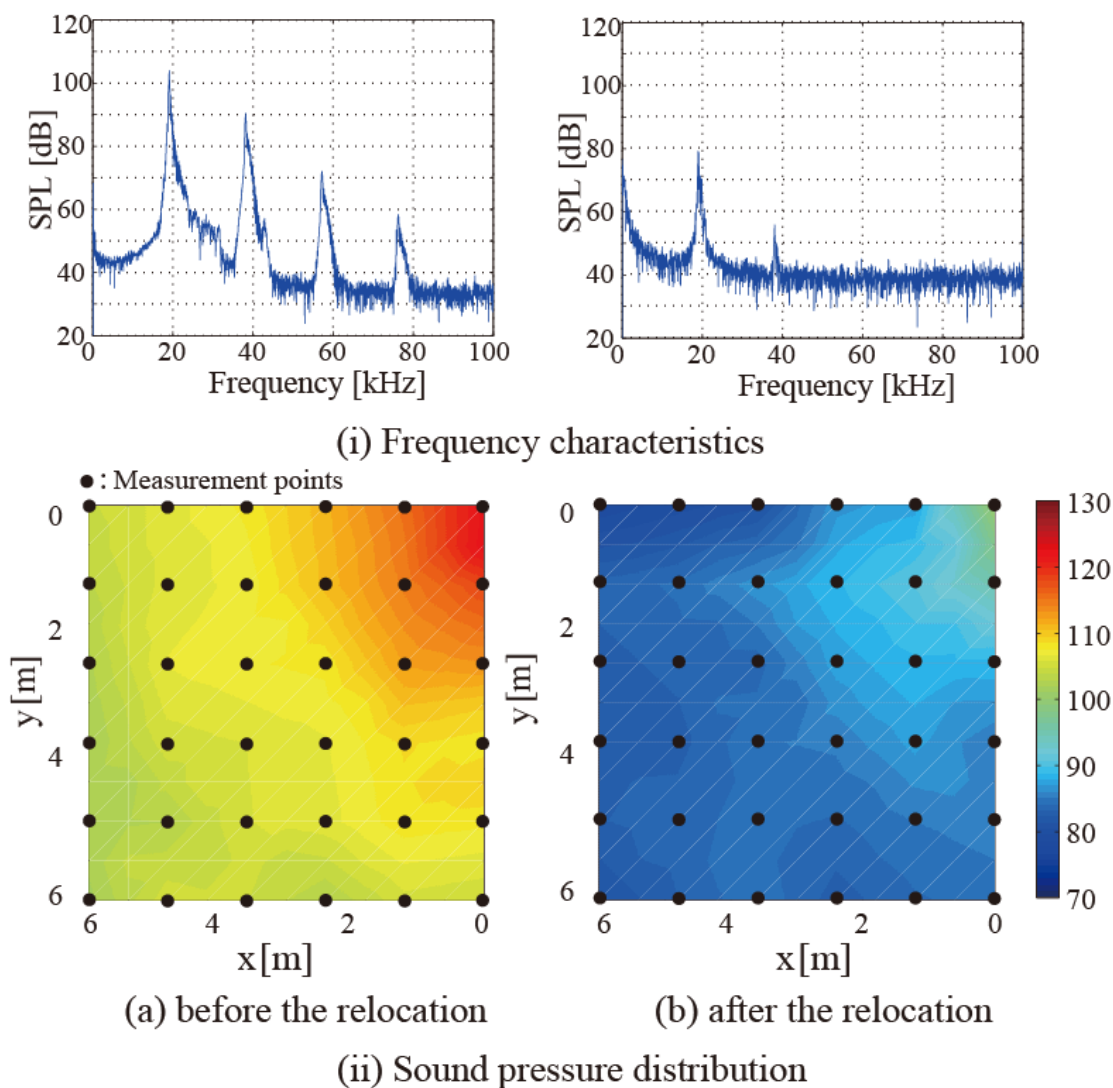 120
100
80
60
40
20
SPL [dB]
0 20 40 60 80 100
Frequency [kHz]
120
100
80
60
40
20
SPL [dB]
0 20 40 60 80 100
Frequency [kHz]
(i) Frequency characteristics
● : Measurement points
0
2
4
6
y[m]
6 4 2 0
x[m]
0
2
4
6
y[m]
6 4 2 0
x[m]
130
120
110
100
90
80
70
(a) before the relocation
(b) after the relocation
(ii) Sound pressure distribution